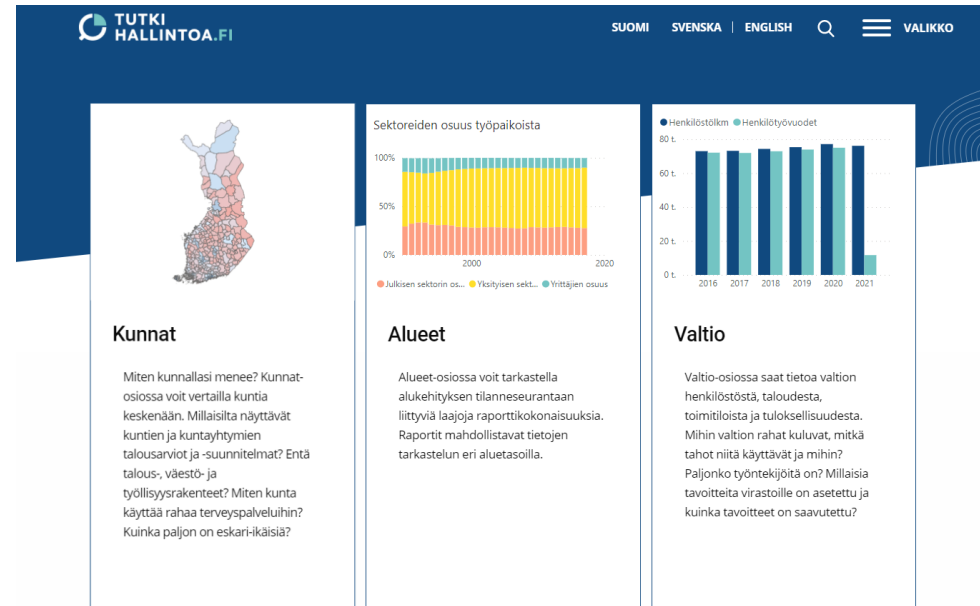 TUTKI
HALLINTOA.FI
SUOMI SVENSKA ENGLISH VALIKKO
Kunnat
Miten kunnallasi menee? Kunnat-
osiossa voit vertailla kuntia
keskenään. Millaisilta näyttävät
kuntien ja kuntayhtymien
talousarviot ja -suunnitelmat? Entä
talous-, väestö- ja
työllisyysrakenteet? Miten kunta
käyttää rahaa terveyspalveluihin?
Kuinka paljon on eskari-ikäisiä?
Sektoreiden osuus työpaikoista
100%
50%
0%
2000 2020
Julkisen sektorin os... Yksityisen sekt... Yrittäjien osuus
Alueet
Alueet-osiossa voit tarkastella
alukehityksen tilanneseurantaan
liittyviä laajoja raporttikokonaisuuksia.
Raportit mahdollistavat tietojen
tarkastelun eri aluetasoilla.
Henkilöstölkm Henkilötyövuodet
80 t.
60 t.
40 t.
20 t.
0 t.
2016 2017 2018 2019 2020 2021
Valtio
Valtio-osiossa saat tietoa valtion
henkilöstöstä, taloudesta,
toimitiloista ja tuloksellisuudesta.
Mihin valtion rahat kuluvat, mitkä
tahot niitä käyttävät ja mihin?
Paljonko työntekijöitä on? Millaisia
tavoitteita virastoille on asetettu ja
kuinka tavoitteet on saavutettu?